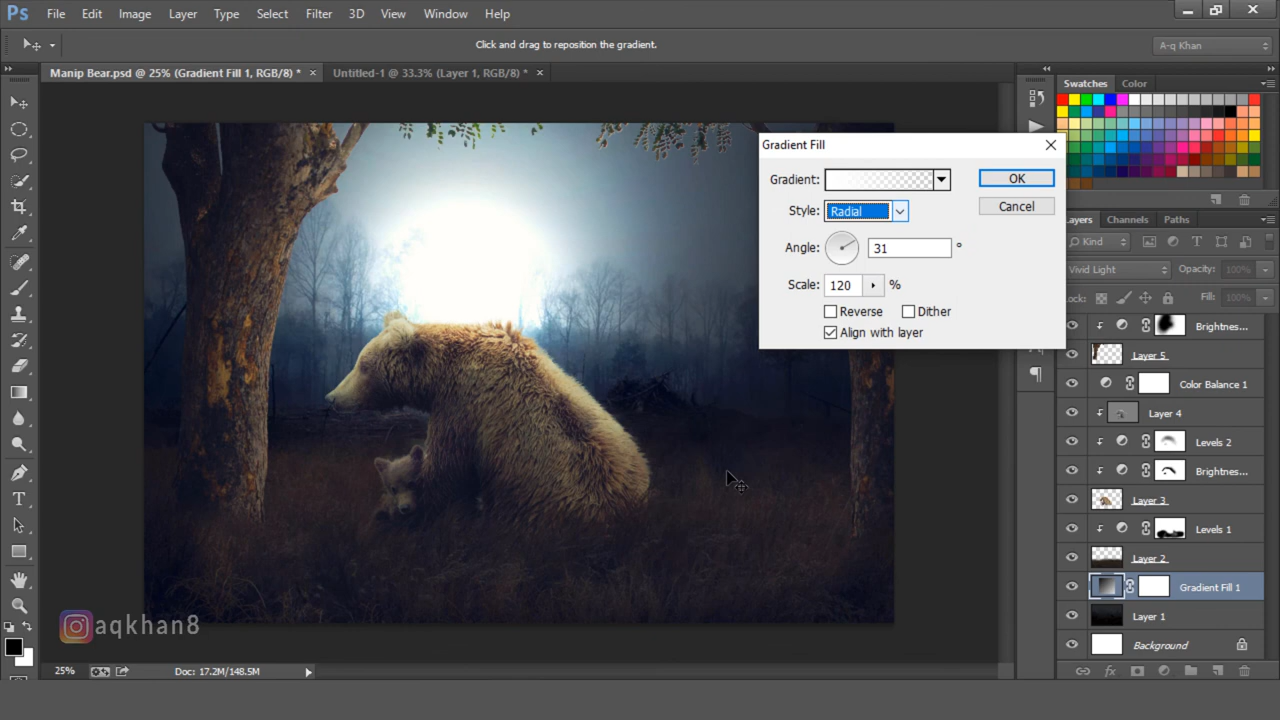 Ps File Edit Image Layer Type Select Filter 3D View Window Help
Click and drag to reposition the gradient.
A-q Khan
Manip Bear.psd @ 25% (Gradient Fill 1, RGB/8) * ×
Untitled-1 @ 33.3% (Layer 1, RGB/8) * ×
Swatches Color
Gradient Fill
Gradient:
OK
Style: Radial
Cancel
Angle: 31 °
Scale: 120 %
Reverse Dither
Align with layer
Layers Channels Paths
Kind
Vivid Light Opacity: 100%
Lock: Fill: 100%
Brightnes...
Layer 5
Color Balance 1
Layer 4
Levels 2
Brightnes...
Layer 3
Levels 1
Layer 2
Gradient Fill 1
Layer 1
Background
aqkhan8
25% Doc: 17.2M/148.5M